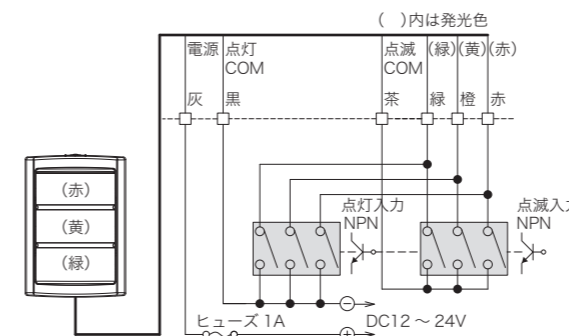 (　)内は発光色
電源 点灯 COM
点滅 COM
(緑)(黄)(赤)
灰 黒 茶 緑 橙 赤
(赤)
(黄)
(緑)
点灯入力 NPN
点滅入力 NPN
ヒューズ 1A
DC12 ～ 24V